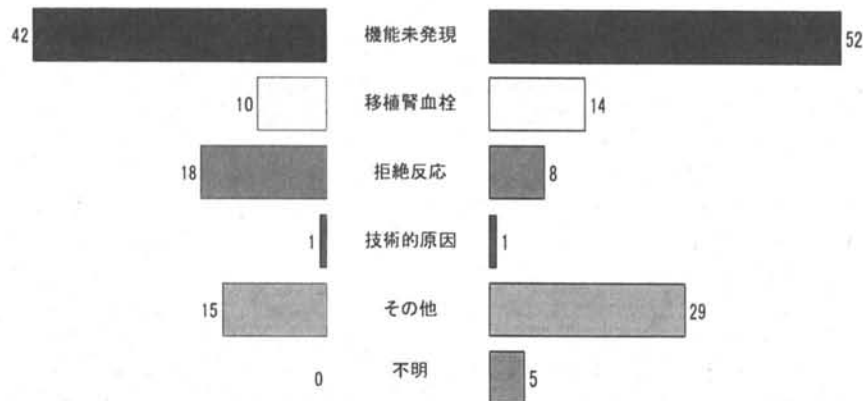 42 機能未発現 52
10 移植腎血栓 14
18 拒絶反応 8
1 技術的原因 1
15 その他 29
0 不明 5